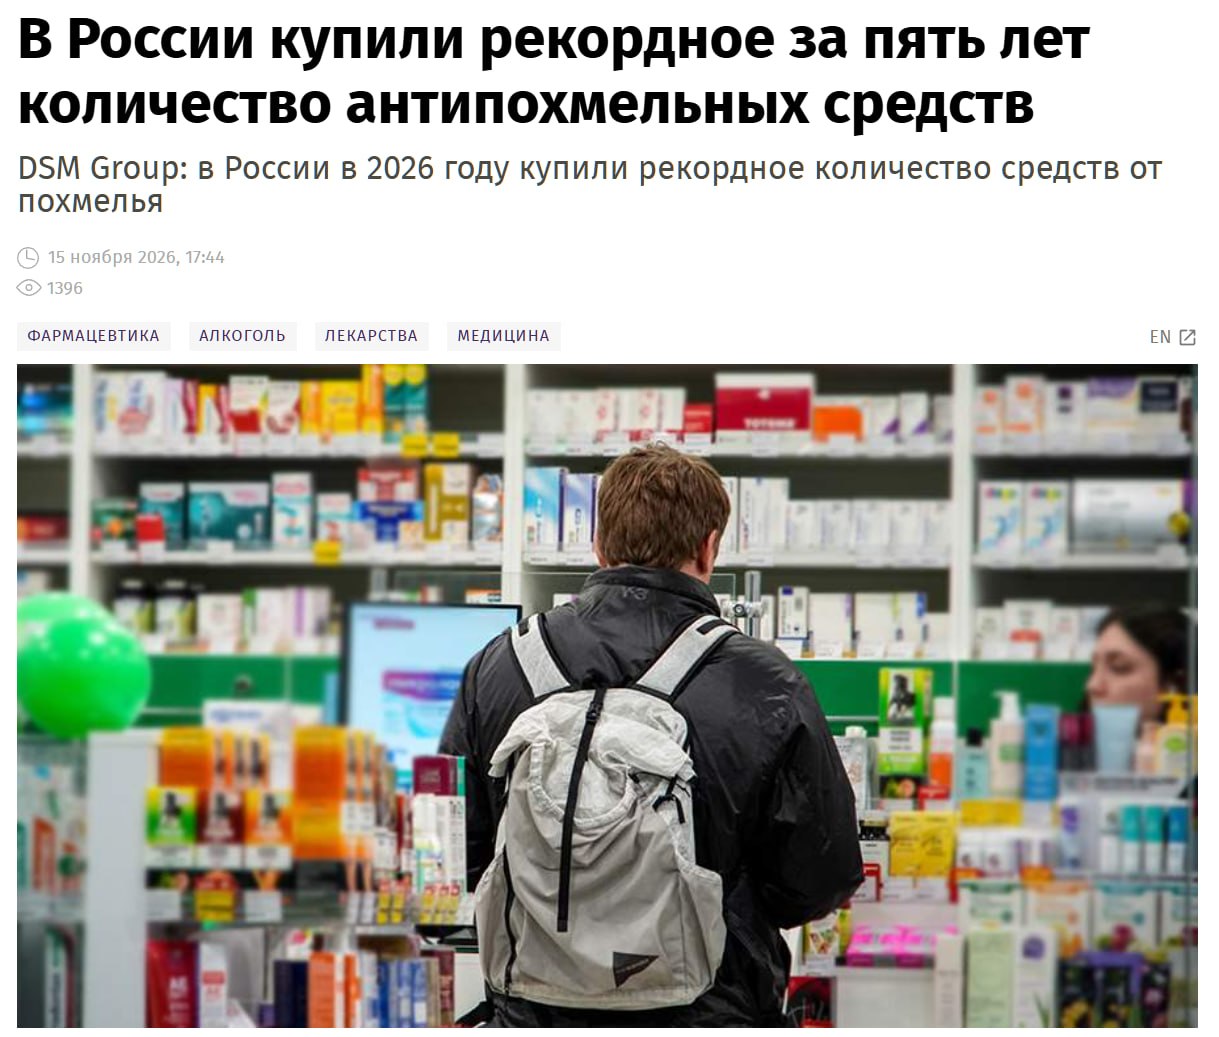 В России купили рекордное за пять лет
количество антипохмельных средств
DSM Group: в России в 2026 году купили рекордное количество средств от
похмелья
15 ноября 2026, 17:44
1396
ФАРМАЦЕВТИКА АЛКОГОЛЬ ЛЕКАРСТВА МЕДИЦИНА
EN